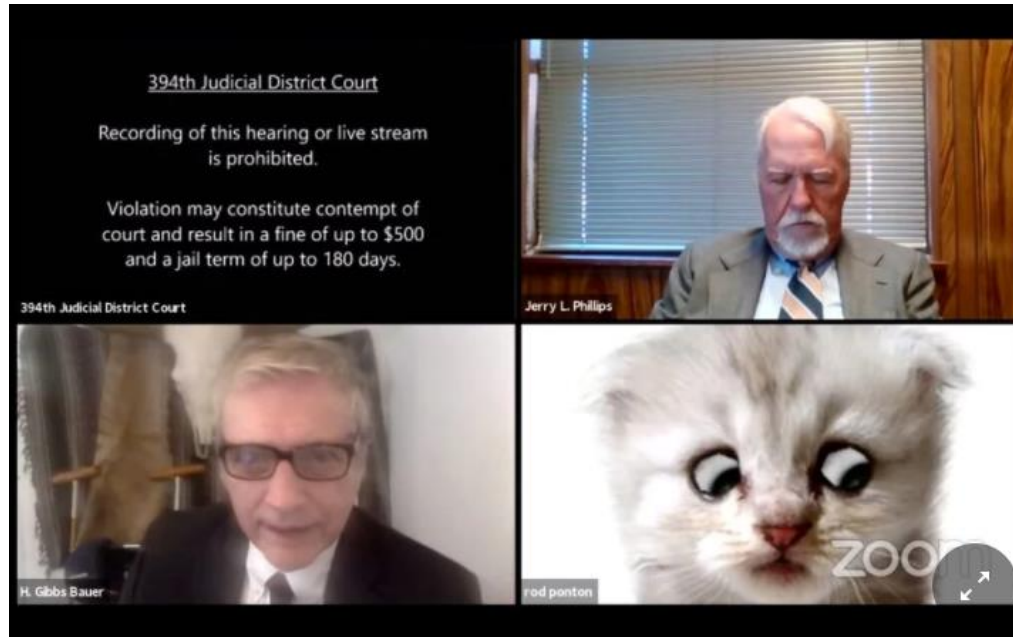 394th Judicial District Court
Recording of this hearing or live stream
is prohibited.
Violation may constitute contempt of
court and result in a fine of up to $500
and a jail term of up to 180 days.
394th Judicial District Court
Jerry L. Phillips
H. Gibbs Bauer
rod ponton
zoom